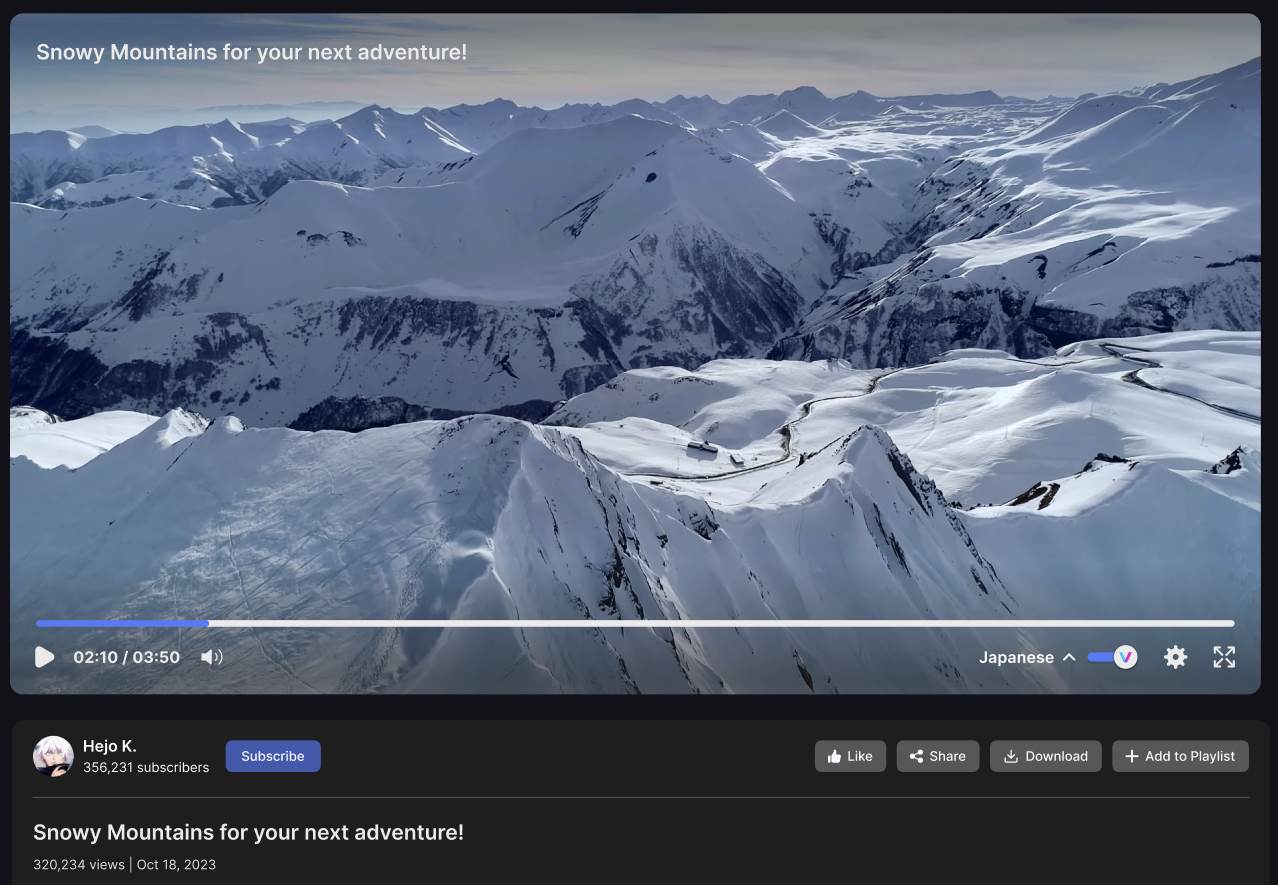 Snowy Mountains for your next adventure!
02:10 / 03:50
Japanese
Hejo K.
356,231 subscribers
Subscribe
Like
Share
Download
Add to Playlist
Snowy Mountains for your next adventure!
320,234 views | Oct 18, 2023